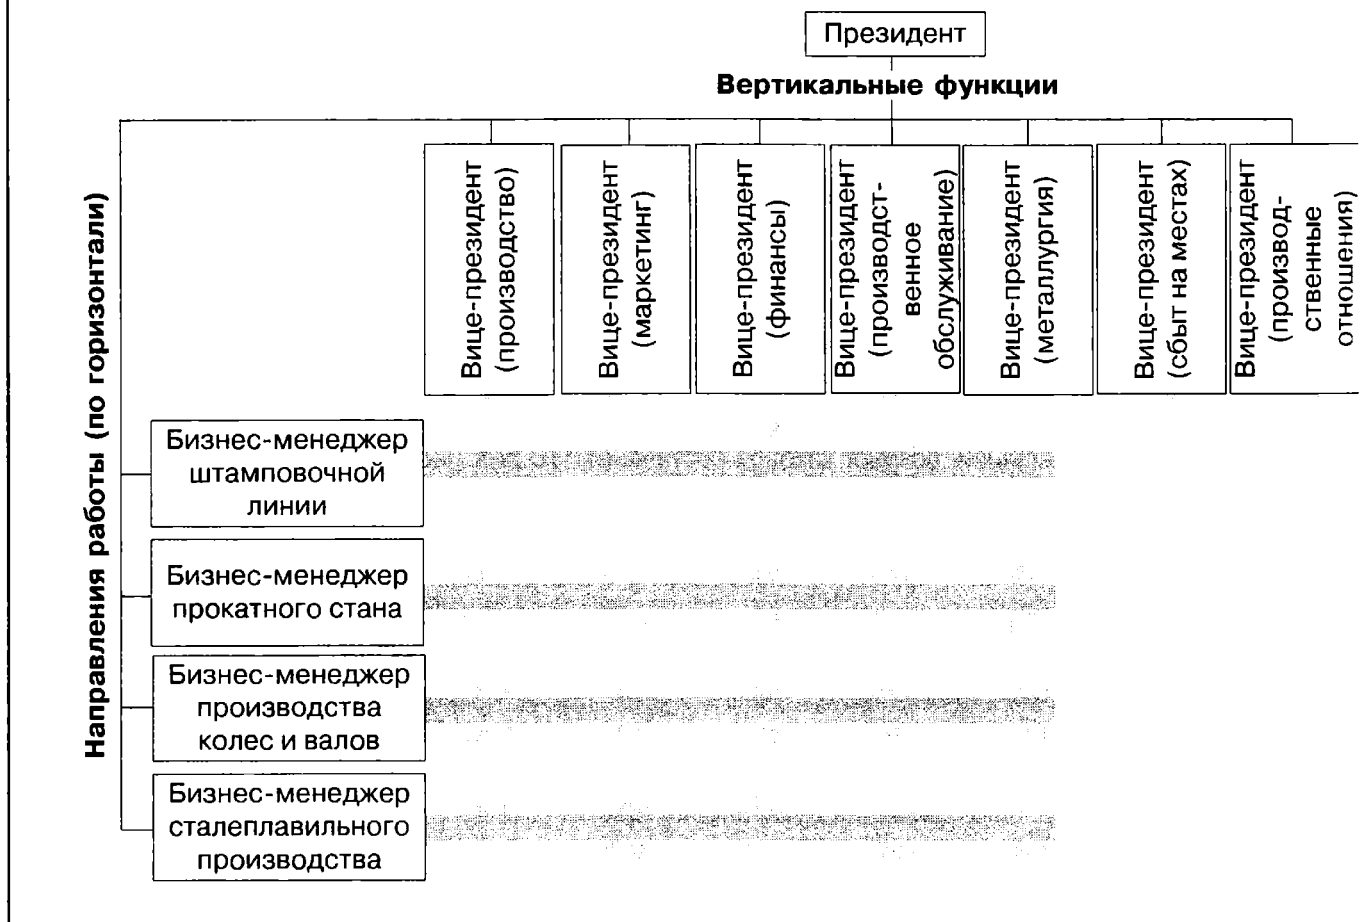 Президент
Вертикальные функции
Направления работы (по горизонтали)
Вице-президент
(производство)
Вице-президент
(маркетинг)
Вице-президент
(финансы)
Вице-президент
(производст-
венное
обслуживание)
Вице-президент
(металлургия)
Вице-президент
(сбыт на местах)
Вице-президент
(производ-
ственные
отношения)
Бизнес-менеджер
штамповочной
линии
Бизнес-менеджер
прокатного стана
Бизнес-менеджер
производства
колес и валов
Бизнес-менеджер
сталеплавильного
производства